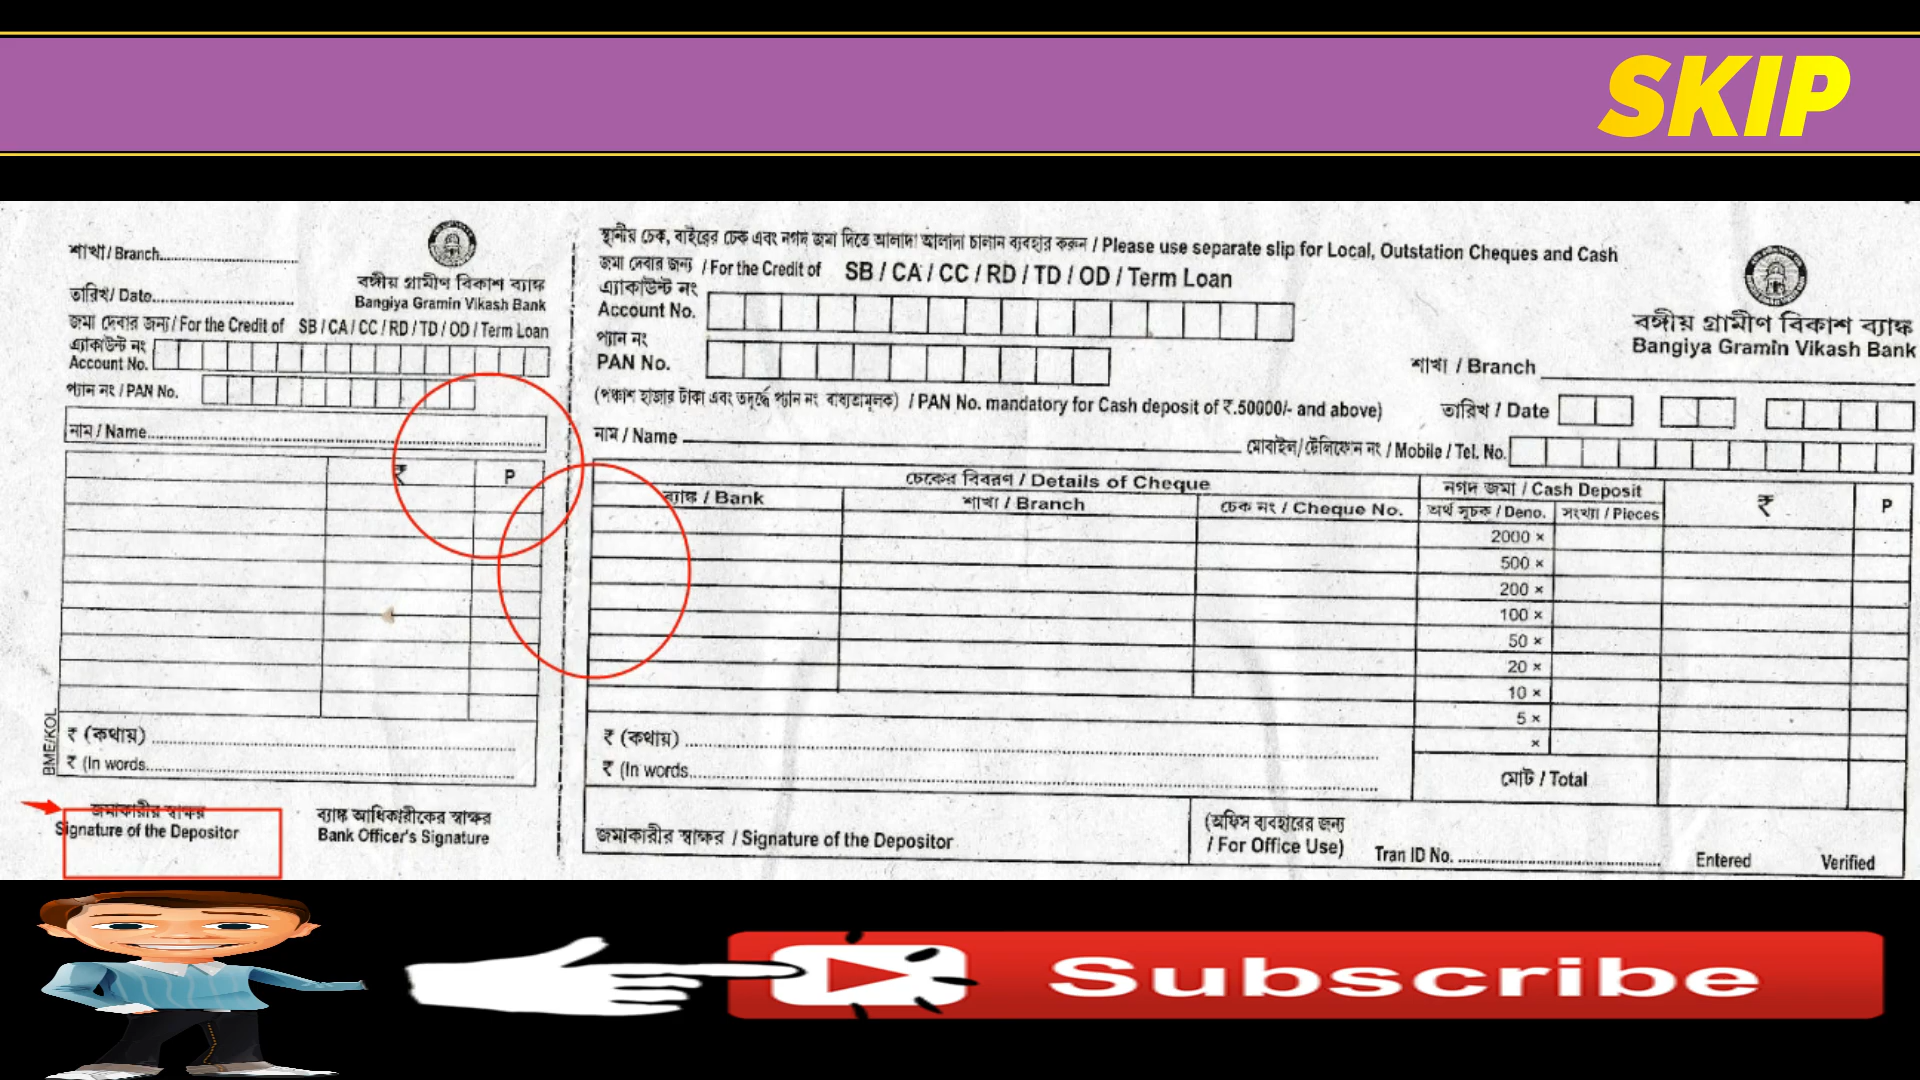 SKIP
শাখা / Branch
তারিখ / Date
বঙ্গীয় গ্রামীণ বিকাশ ব্যাঙ্ক
Bangiya Gramin Vikash Bank
জমা দেবার জন্য / For the Credit of SB / CA / CC / RD / TD / OD / Term Loan
এ্যাকাউন্ট নং
Account No.
প্যান নং / PAN No.
নাম / Name
₹ P
₹ (কথায়)
₹ (In words
BME/KOL
জমাকারীর স্বাক্ষর
Signature of the Depositor
ব্যাঙ্ক আধিকারীকের স্বাক্ষর
Bank Officer's Signature
স্থানীয় চেক, বাইরের চেক এবং নগদ জমা দিতে আলাদা আলাদা চালান ব্যবহার করুন / Please use separate slip for Local, Outstation Cheques and Cash
জমা দেবার জন্য / For the Credit of SB / CA / CC / RD / TD / OD / Term Loan
এ্যাকাউন্ট নং
Account No.
প্যান নং
PAN No.
(পঞ্চাশ হাজার টাকা এবং তদূর্দ্ধে প্যান নং বাধ্যতামূলক) / PAN No. mandatory for Cash deposit of ₹.50000/- and above)
বঙ্গীয় গ্রামীণ বিকাশ ব্যাঙ্ক
Bangiya Gramin Vikash Bank
শাখা / Branch
তারিখ / Date
নাম / Name
মোবাইল/টেলিফোন নং / Mobile / Tel. No.
চেকের বিবরণ / Details of Cheque
নগদ জমা / Cash Deposit
₹ P
ব্যাঙ্ক / Bank শাখা / Branch চেক নং / Cheque No. অর্থ সূচক / Deno. সংখ্যা / Pieces
2000 ×
500 ×
200 ×
100 ×
50 ×
20 ×
10 ×
5 ×
×
₹ (কথায়)
₹ (In words
মোট / Total
জমাকারীর স্বাক্ষর / Signature of the Depositor
(অফিস ব্যবহারের জন্য
/ For Office Use)
Tran ID No. Entered Verified
Subscribe